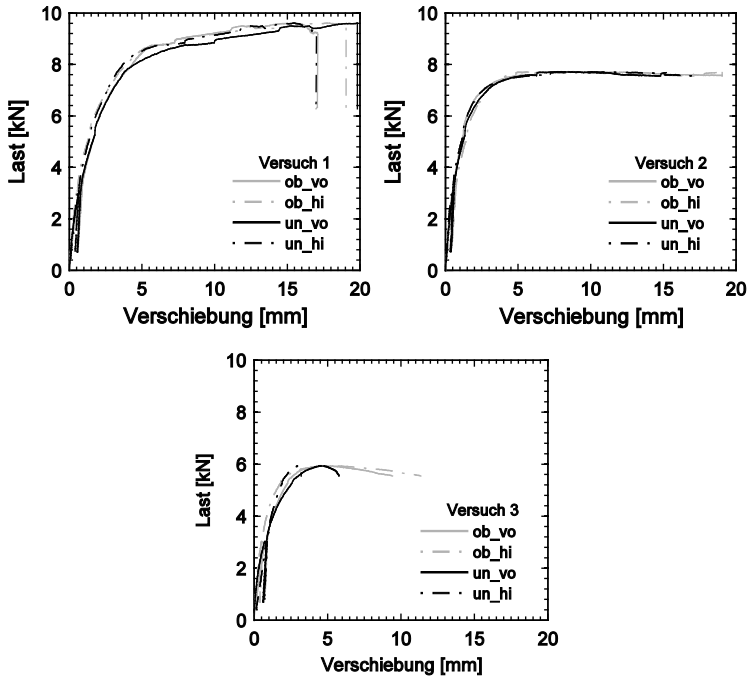 10
8
6
4
2
0
Last [kN]
Versuch 1
ob_vo
ob_hi
un_vo
un_hi
0 5 10 15 20
Verschiebung [mm]
10
8
6
4
2
0
Last [kN]
Versuch 2
ob_vo
ob_hi
un_vo
un_hi
0 5 10 15 20
Verschiebung [mm]
10
8
6
4
2
0
Last [kN]
Versuch 3
ob_vo
ob_hi
un_vo
un_hi
0 5 10 15 20
Verschiebung [mm]